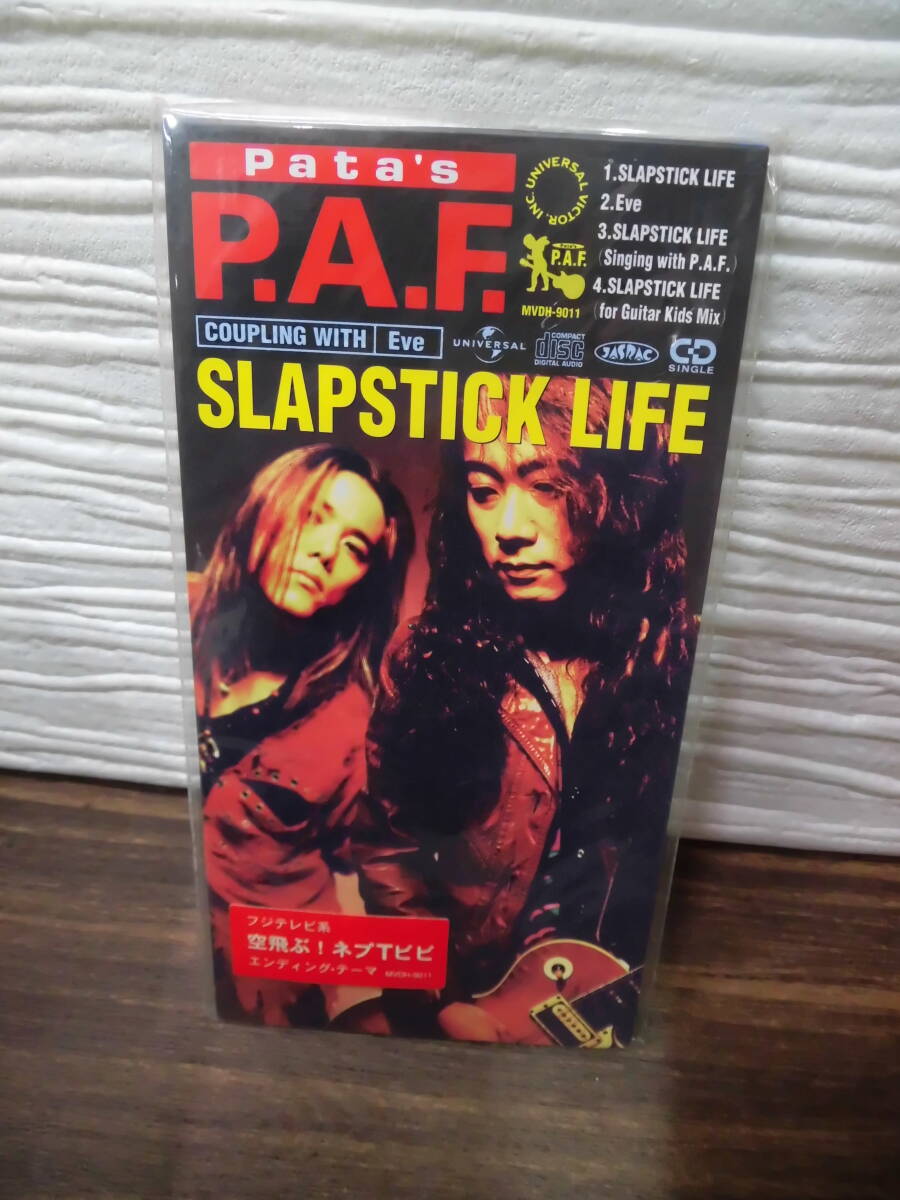 Pata's
P.A.F.
UNIVERSAL VICTOR, INC.
Pata's
P.A.F.
MVDH-9011
1.SLAPSTICK LIFE
2.Eve
3.SLAPSTICK LIFE
(Singing with P.A.F.)
4.SLAPSTICK LIFE
(for Guitar Kids Mix)
COUPLING WITH Eve
UNIVERSAL
COMPACT
disc
DIGITAL AUDIO
JASRAC
CD
SINGLE
SLAPSTICK LIFE
フジテレビ系
空飛ぶ!ネプTビビ
エンディング・テーマ MVDH-9011